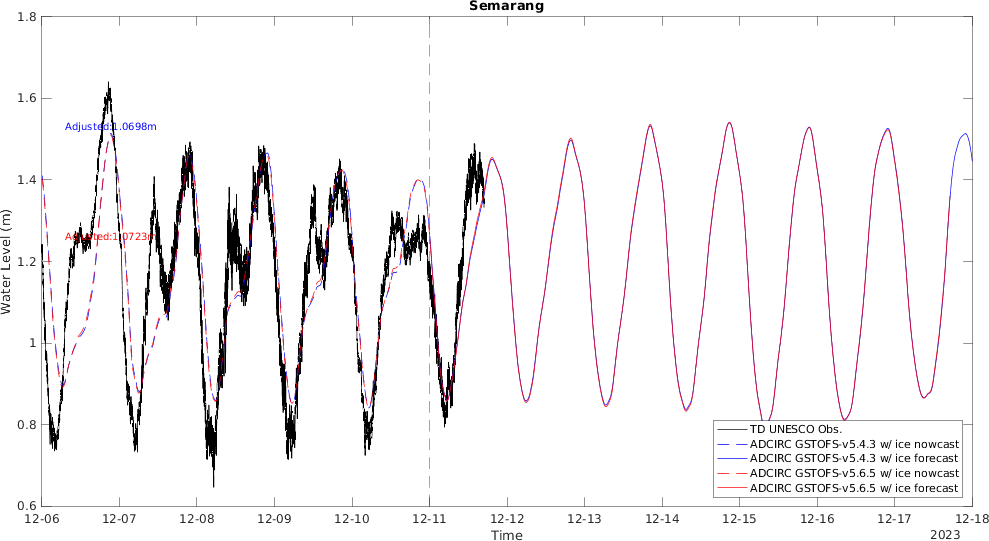 Semarang
1.8
1.6
1.4
1.2
1
0.8
0.6
Water Level (m)
Adjusted:1.0698m
Adjusted:1.0723m
TD UNESCO Obs.
ADCIRC GSTOFS-v5.4.3 w/ ice nowcast
ADCIRC GSTOFS-v5.4.3 w/ ice forecast
ADCIRC GSTOFS-v5.6.5 w/ ice nowcast
ADCIRC GSTOFS-v5.6.5 w/ ice forecast
12-06 12-07 12-08 12-09 12-10 12-11 12-12 12-13 12-14 12-15 12-16 12-17 12-18
Time
2023